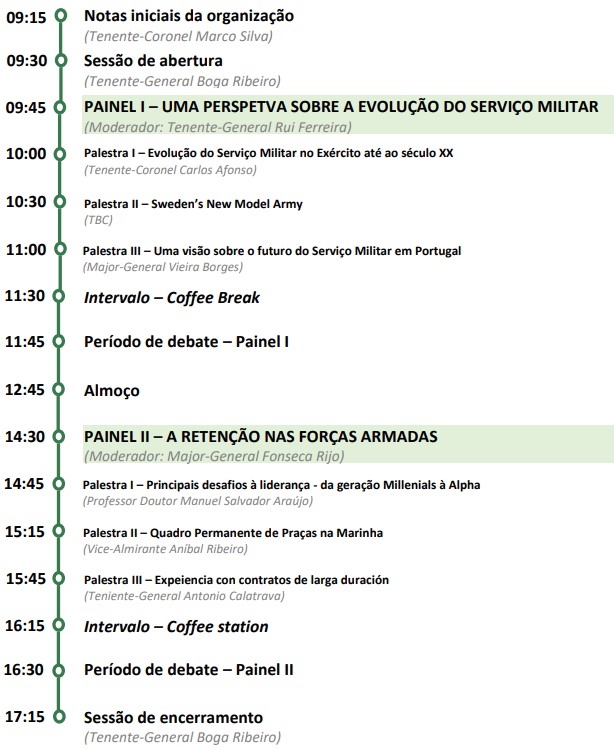 09:15 Notas iniciais da organização
(Tenente-Coronel Marco Silva)
09:30 Sessão de abertura
(Tenente-General Boga Ribeiro)
09:45 PAINEL I – UMA PERSPETVA SOBRE A EVOLUÇÃO DO SERVIÇO MILITAR
(Moderador: Tenente-General Rui Ferreira)
10:00 Palestra I – Evolução do Serviço Militar no Exército até ao século XX
(Tenente-Coronel Carlos Afonso)
10:30 Palestra II – Sweden's New Model Army
(TBC)
11:00 Palestra III – Uma visão sobre o futuro do Serviço Militar em Portugal
(Major-General Vieira Borges)
11:30 Intervalo – Coffee Break
11:45 Período de debate – Painel I
12:45 Almoço
14:30 PAINEL II – A RETENÇÃO NAS FORÇAS ARMADAS
(Moderador: Major-General Fonseca Rijo)
14:45 Palestra I – Principais desafios à liderança - da geração Millenials à Alpha
(Professor Doutor Manuel Salvador Araújo)
15:15 Palestra II – Quadro Permanente de Praças na Marinha
(Vice-Almirante Aníbal Ribeiro)
15:45 Palestra III – Expeiencia con contratos de larga duración
(Teniente-General Antonio Calatrava)
16:15 Intervalo – Coffee station
16:30 Período de debate – Painel II
17:15 Sessão de encerramento
(Tenente-General Boga Ribeiro)